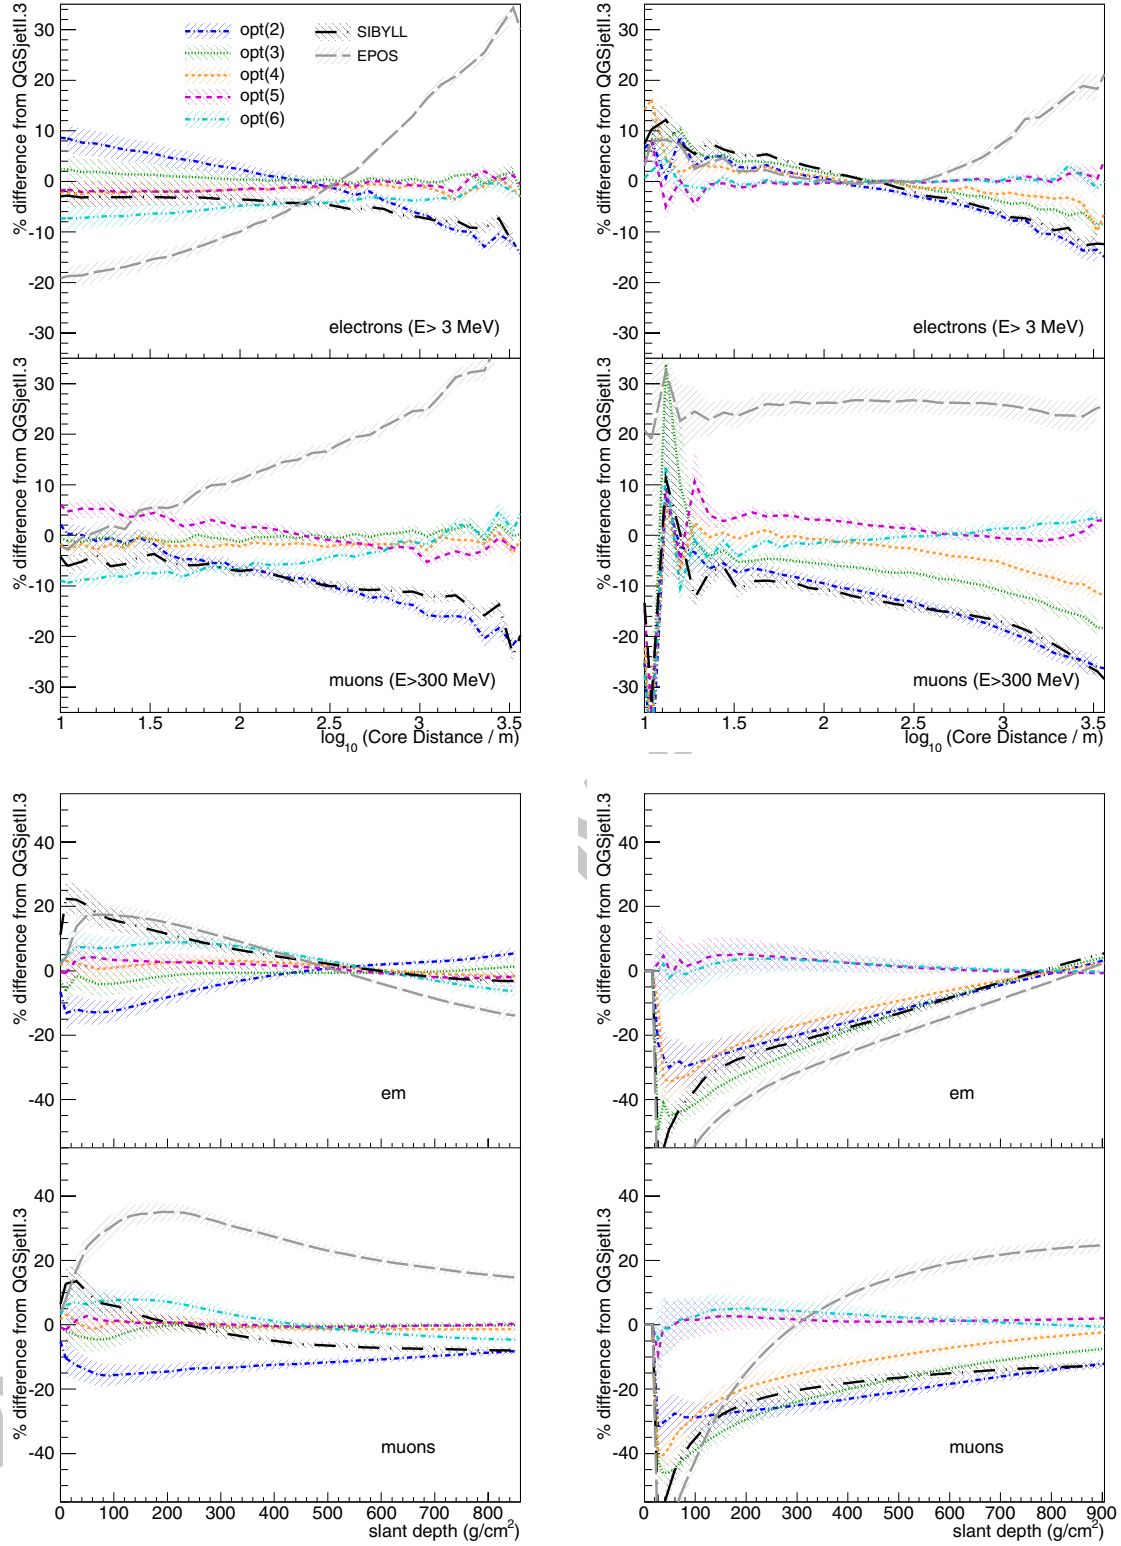 % difference from QGSjetII.3
30
20
10
0
-10
-20
-30
opt(2)
opt(3)
opt(4)
opt(5)
opt(6)
SIBYLL
EPOS
electrons (E> 3 MeV)
% difference from QGSjetII.3
30
20
10
0
-10
-20
-30
electrons (E> 3 MeV)
% difference from QGSjetII.3
30
20
10
0
-10
-20
-30
muons (E>300 MeV)
1 1.5 2 2.5 3 3.5
log10 (Core Distance / m)
% difference from QGSjetII.3
30
20
10
0
-10
-20
-30
muons (E>300 MeV)
1 1.5 2 2.5 3 3.5
log10 (Core Distance / m)
% difference from QGSjetII.3
40
20
0
-20
-40
em
% difference from QGSjetII.3
40
20
0
-20
-40
em
% difference from QGSjetII.3
40
20
0
-20
-40
muons
0 100 200 300 400 500 600 700 800
slant depth (g/cm2)
% difference from QGSjetII.3
40
20
0
-20
-40
muons
0 100 200 300 400 500 600 700 800 900
slant depth (g/cm2)